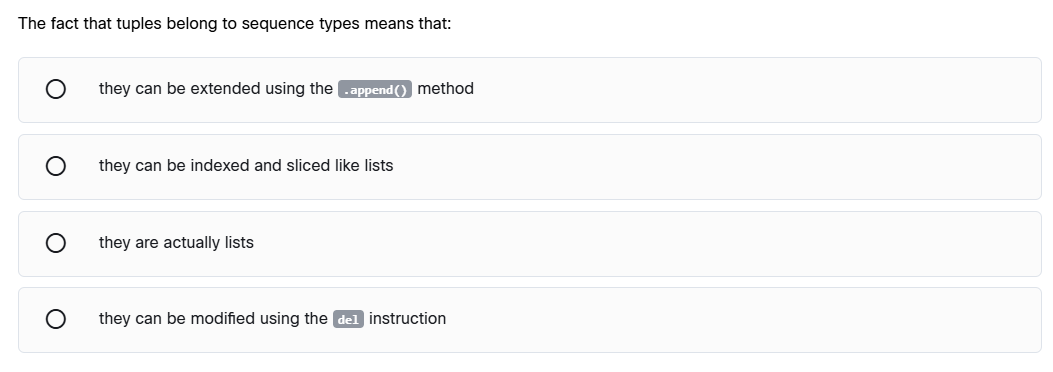 The fact that tuples belong to sequence types means that:
they can be extended using the .append() method
they can be indexed and sliced like lists
they are actually lists
they can be modified using the del instruction